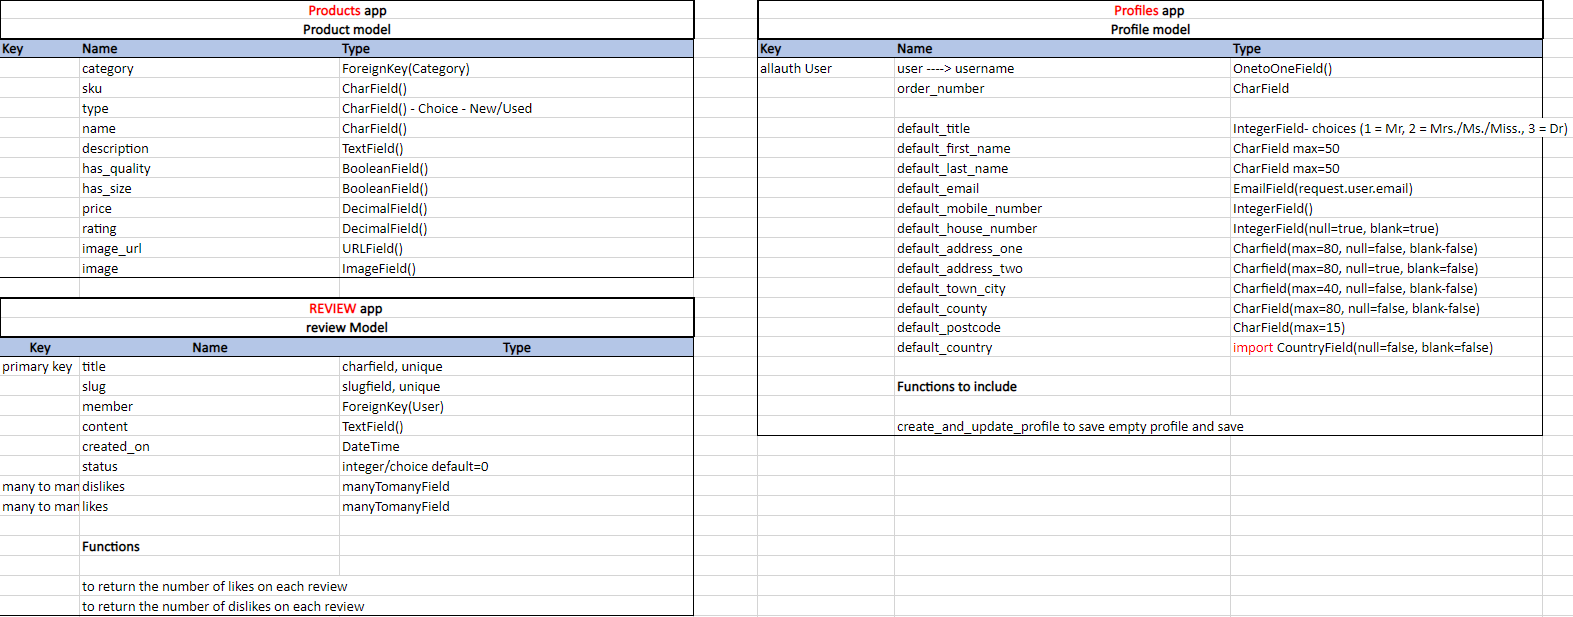 Products app
Product model
Key Name Type
category ForeignKey(Category)
sku CharField()
type CharField() - Choice - New/Used
name CharField()
description TextField()
has_quality BooleanField()
has_size BooleanField()
price DecimalField()
rating DecimalField()
image_url URLField()
image ImageField()
REVIEW app
review Model
Key Name Type
primary key title charfield, unique
slug slugfield, unique
member ForeignKey(User)
content TextField()
created_on DateTime
status integer/choice default=0
many to man dislikes manyTomanyField
many to man likes manyTomanyField
Functions
to return the number of likes on each review
to return the number of dislikes on each review
Profiles app
Profile model
Key Name Type
allauth User user ----> username OnetoOneField()
order_number CharField
default_title IntegerField- choices (1 = Mr, 2 = Mrs./Ms./Miss., 3 = Dr)
default_first_name CharField max=50
default_last_name CharField max=50
default_email EmailField(request.user.email)
default_mobile_number IntegerField()
default_house_number IntegerField(null=true, blank=true)
default_address_one Charfield(max=80, null=false, blank-false)
default_address_two Charfield(max=80, null=true, blank=false)
default_town_city Charfield(max=40, null=false, blank-false)
default_county CharField(max=80, null=false, blank-false)
default_postcode CharField(max=15)
default_country import CountryField(null=false, blank=false)
Functions to include
create_and_update_profile to save empty profile and save